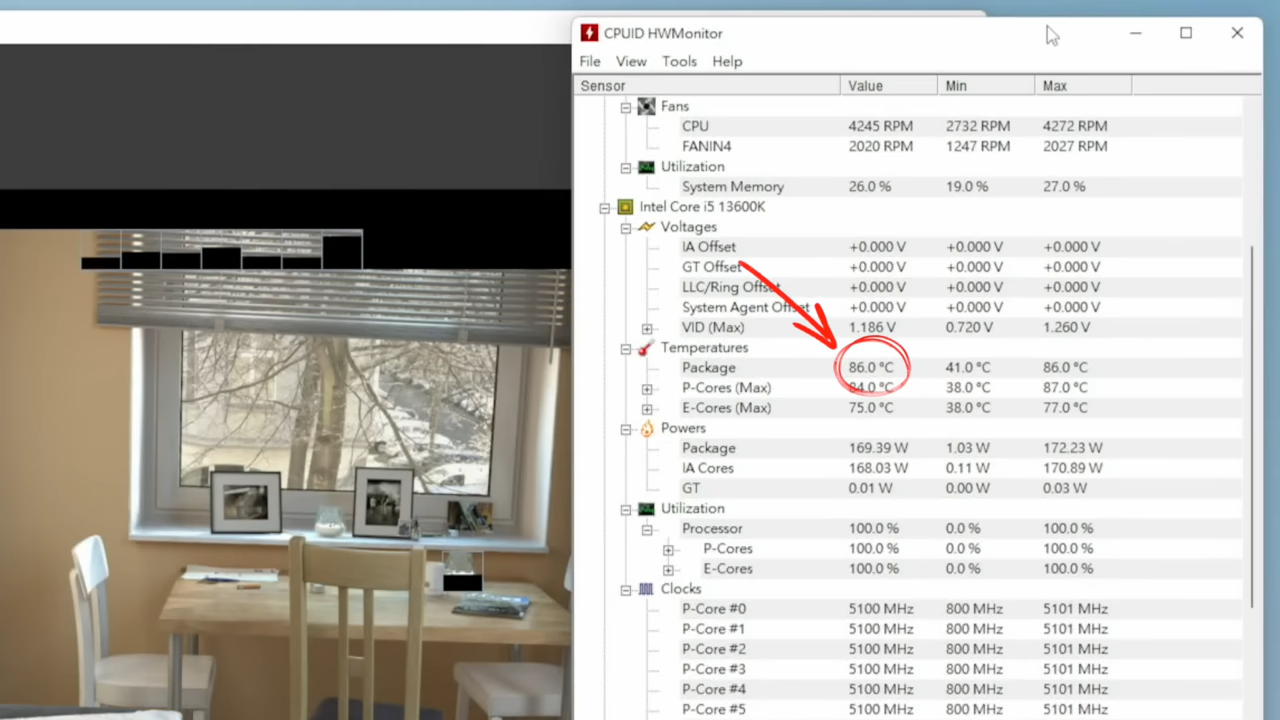 CPUID HWMonitor
File View Tools Help
Sensor Value Min Max
Fans
CPU 4245 RPM 2732 RPM 4272 RPM
FANIN4 2020 RPM 1247 RPM 2027 RPM
Utilization
System Memory 26.0 % 19.0 % 27.0 %
Intel Core i5 13600K
Voltages
IA Offset +0.000 V +0.000 V +0.000 V
GT Offset +0.000 V +0.000 V +0.000 V
LLC/Ring Offset +0.000 V +0.000 V +0.000 V
System Agent Offset +0.000 V +0.000 V +0.000 V
VID (Max) 1.186 V 0.720 V 1.260 V
Temperatures
Package 86.0 °C 41.0 °C 86.0 °C
P-Cores (Max) 84.0 °C 38.0 °C 87.0 °C
E-Cores (Max) 75.0 °C 38.0 °C 77.0 °C
Powers
Package 169.39 W 1.03 W 172.23 W
IA Cores 168.03 W 0.11 W 170.89 W
GT 0.01 W 0.00 W 0.03 W
Utilization
Processor 100.0 % 0.0 % 100.0 %
P-Cores 100.0 % 0.0 % 100.0 %
E-Cores 100.0 % 0.0 % 100.0 %
Clocks
P-Core #0 5100 MHz 800 MHz 5101 MHz
P-Core #1 5100 MHz 800 MHz 5101 MHz
P-Core #2 5100 MHz 800 MHz 5101 MHz
P-Core #3 5100 MHz 800 MHz 5101 MHz
P-Core #4 5100 MHz 800 MHz 5101 MHz
P-Core #5 5100 MHz 800 MHz 5101 MHz